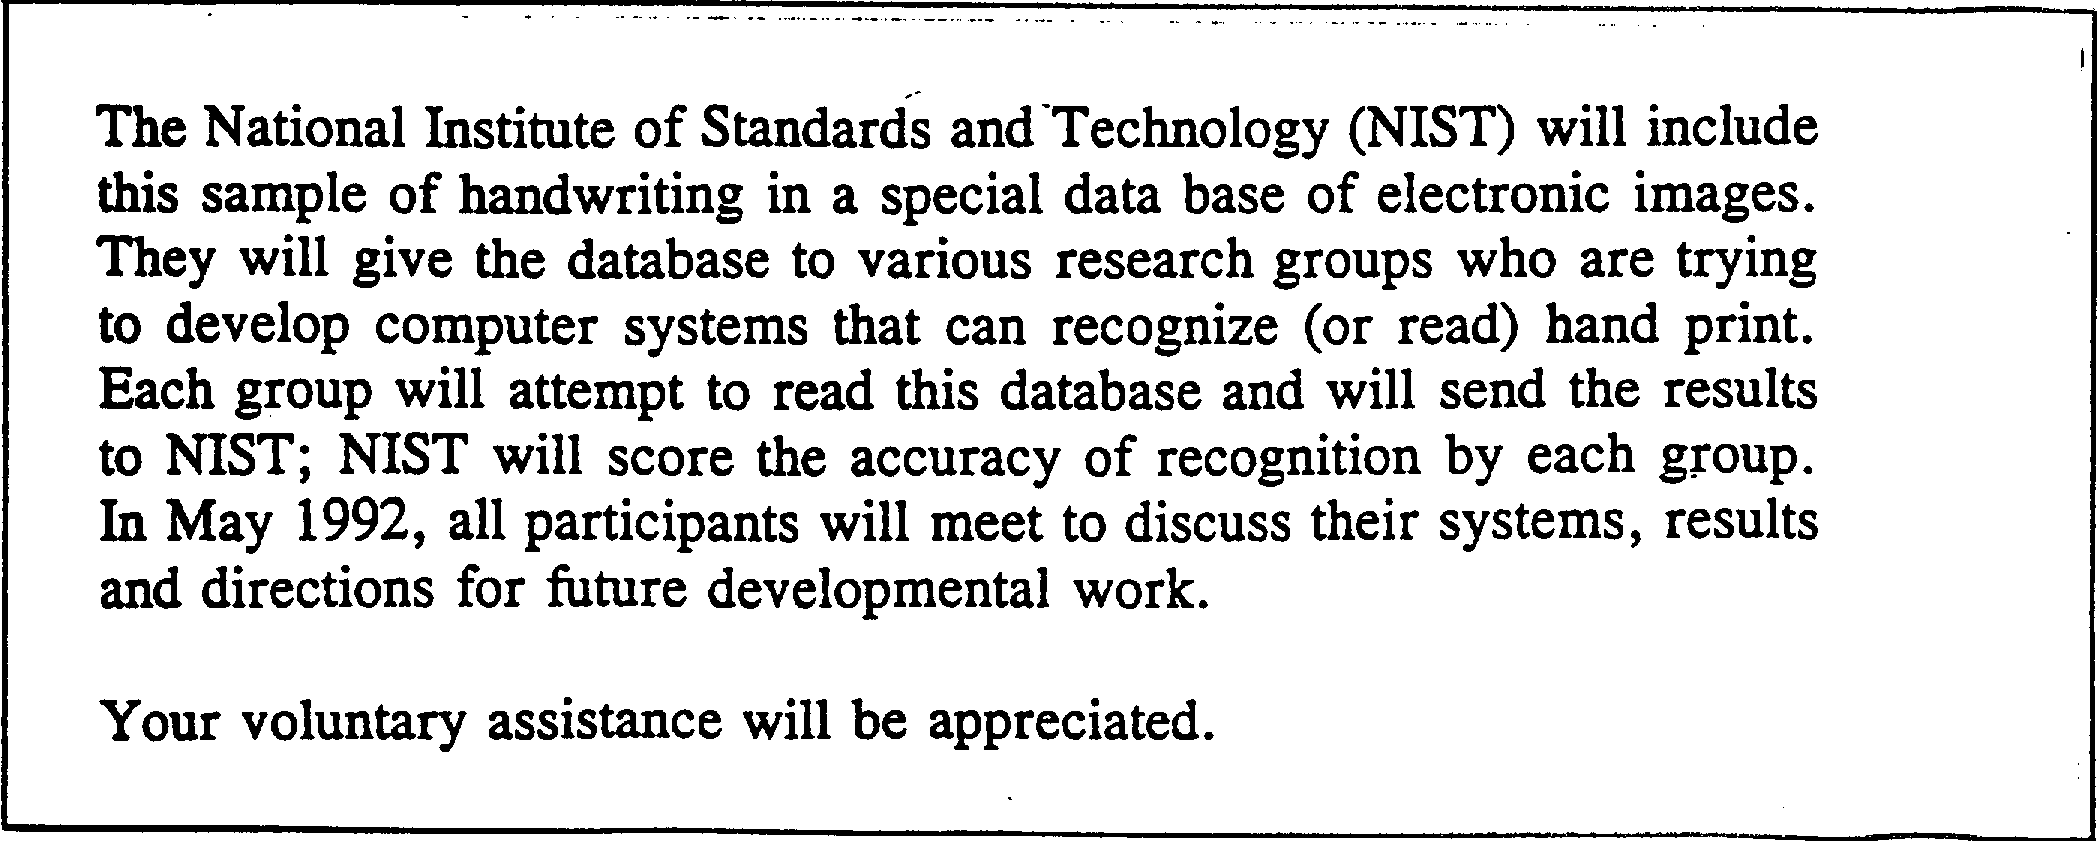 The National Institute of Standards and Technology (NIST) will include
this sample of handwriting in a special data base of electronic images.
They will give the database to various research groups who are trying
to develop computer systems that can recognize (or read) hand print.
Each group will attempt to read this database and will send the results
to NIST; NIST will score the accuracy of recognition by each group.
In May 1992, all participants will meet to discuss their systems, results
and directions for future developmental work.
Your voluntary assistance will be appreciated.